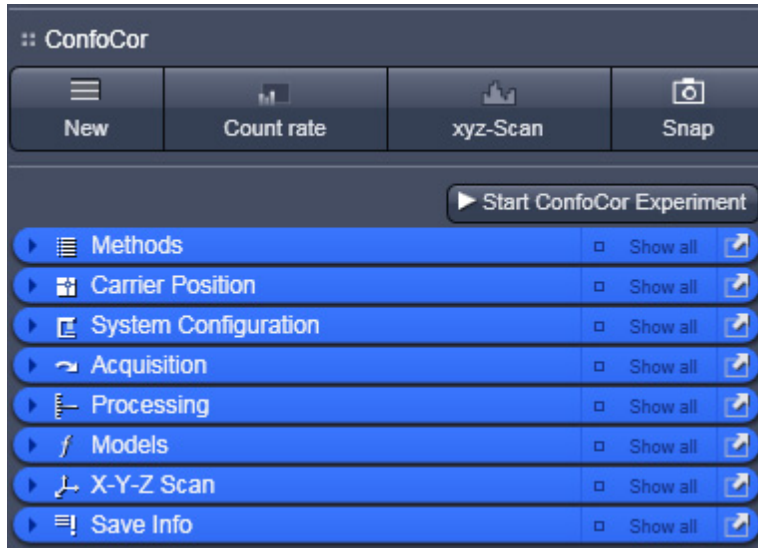 ConfoCor
New Count rate xyz-Scan Snap
Start ConfoCor Experiment
Methods Show all
Carrier Position Show all
System Configuration Show all
Acquisition Show all
Processing Show all
Models Show all
X-Y-Z Scan Show all
Save Info Show all